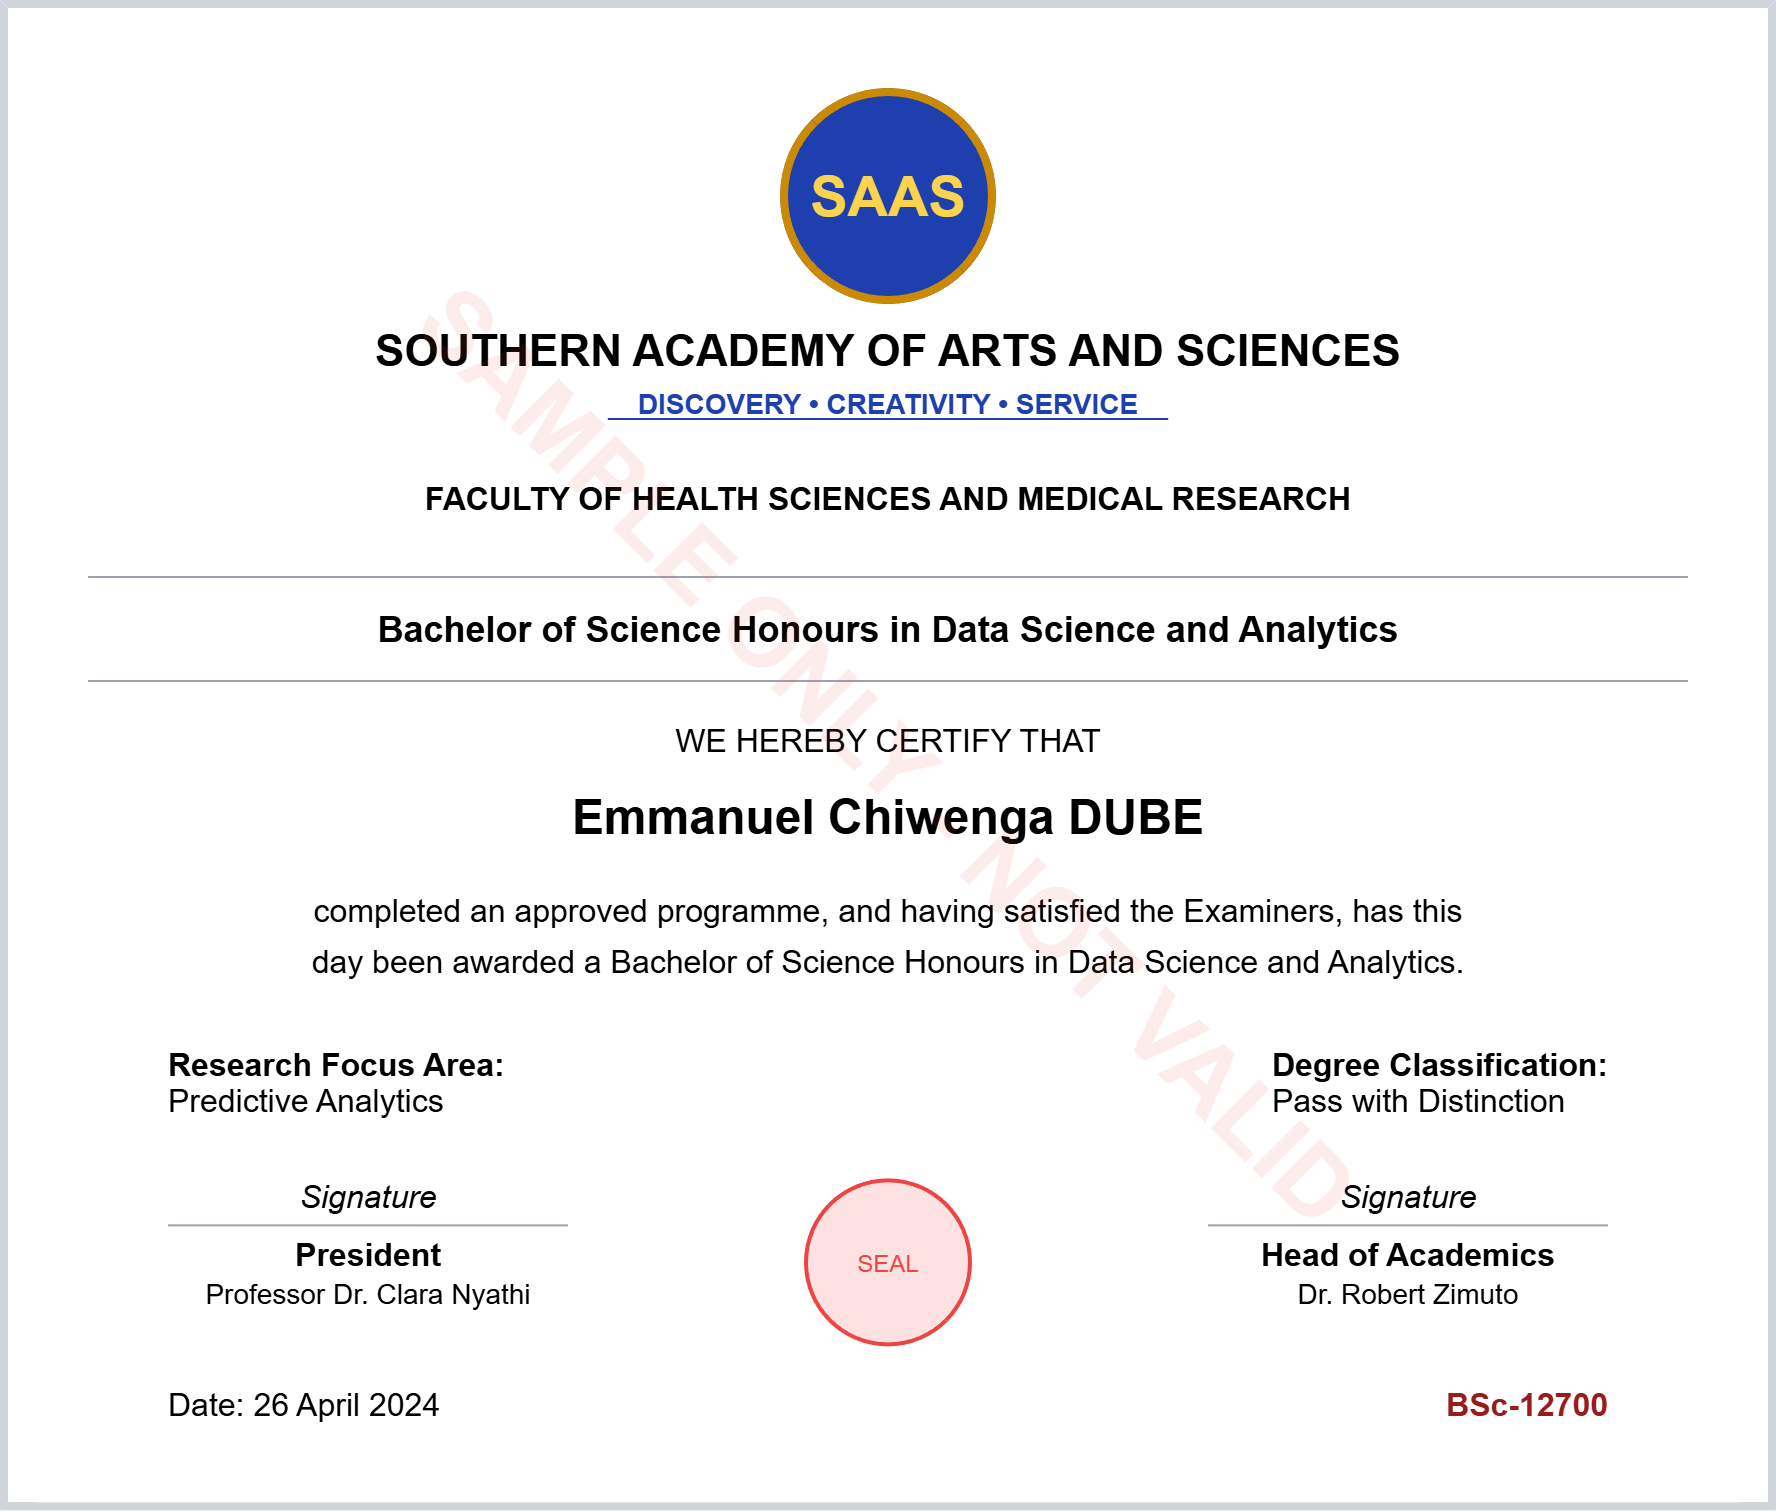 SAAS
SOUTHERN ACADEMY OF ARTS AND SCIENCES
DISCOVERY • CREATIVITY • SERVICE
FACULTY OF HEALTH SCIENCES AND MEDICAL RESEARCH
Bachelor of Science Honours in Data Science and Analytics
WE HEREBY CERTIFY THAT
Emmanuel Chiwenga DUBE
completed an approved programme, and having satisfied the Examiners, has this
day been awarded a Bachelor of Science Honours in Data Science and Analytics.
Research Focus Area:
Predictive Analytics
Degree Classification:
Pass with Distinction
Signature
President
Professor Dr. Clara Nyathi
SEAL
Signature
Head of Academics
Dr. Robert Zimuto
Date: 26 April 2024
BSc-12700
SAMPLE ONLY - NOT VALID